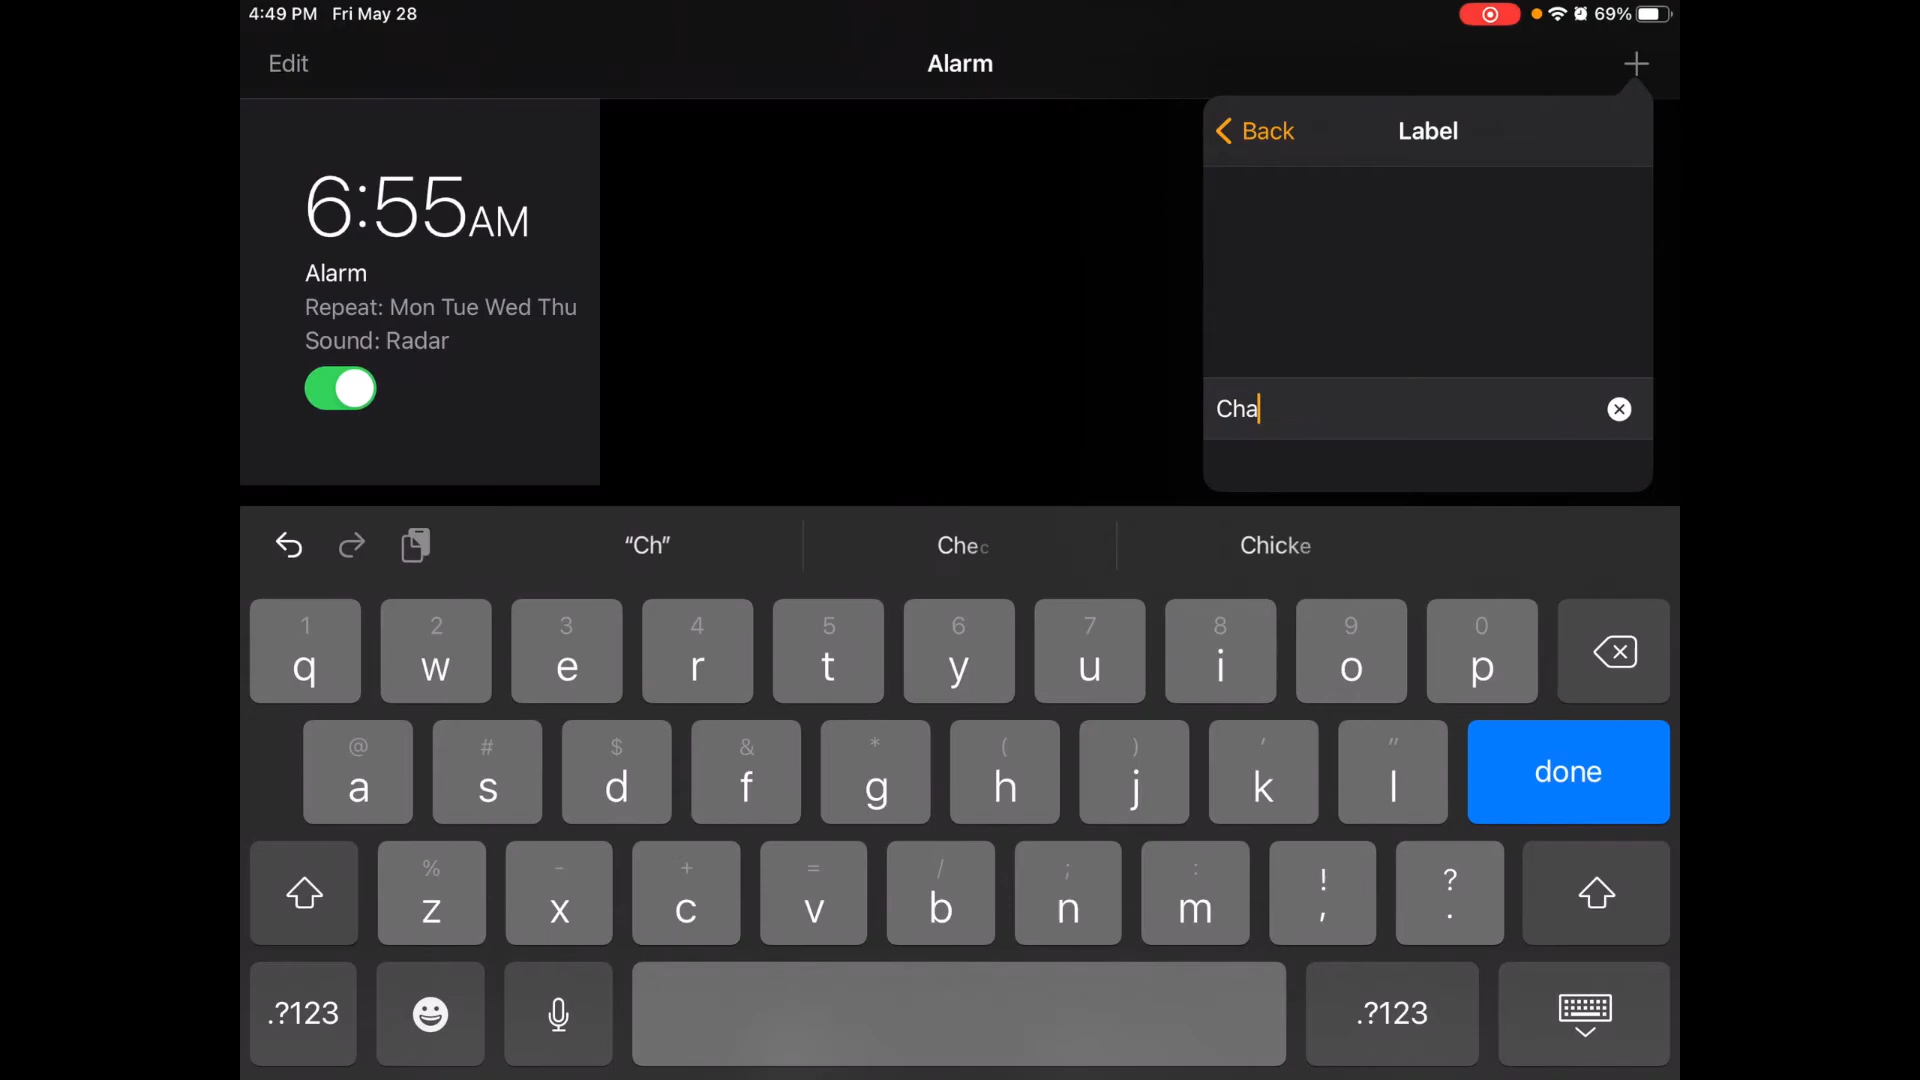 4:49 PM Fri May 28 69%
Edit Alarm
Back Label
6:55AM
Alarm
Repeat: Mon Tue Wed Thu
Sound: Radar
Cha
“Ch” Chec Chicke
1 2 3 4 5 6 7 8 9 0
q w e r t y u i o p
@ # $ & * ( ) ' "
a s d f g h j k l done
% - + = / ; : ! ?
z x c v b n m , .
.?123 .?123